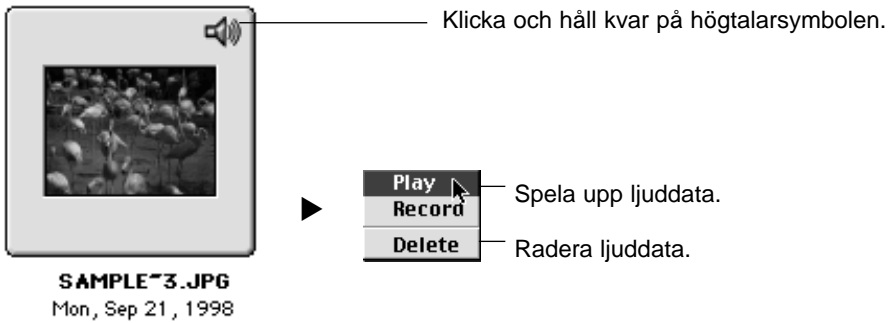 Klicka och håll kvar på högtalarsymbolen.
Play
Spela upp ljuddata.
Record
Delete
Radera ljuddata.
SAMPLE~3.JPG
Mon, Sep 21, 1998